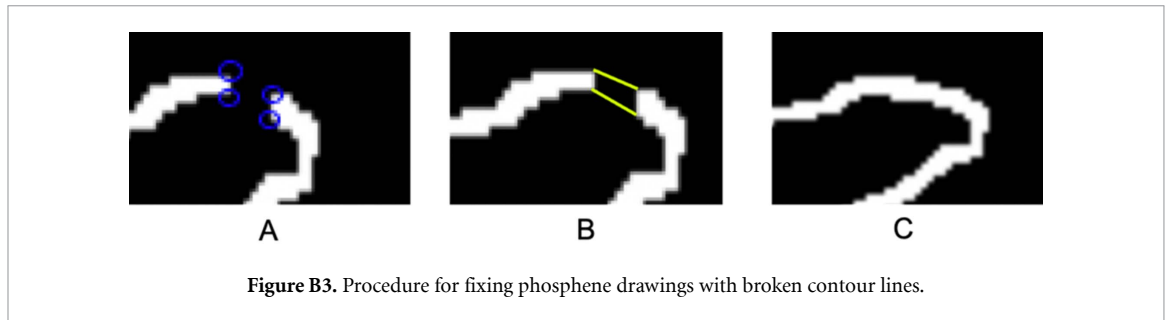 A B C
Figure B3. Procedure for fixing phosphene drawings with broken contour lines.